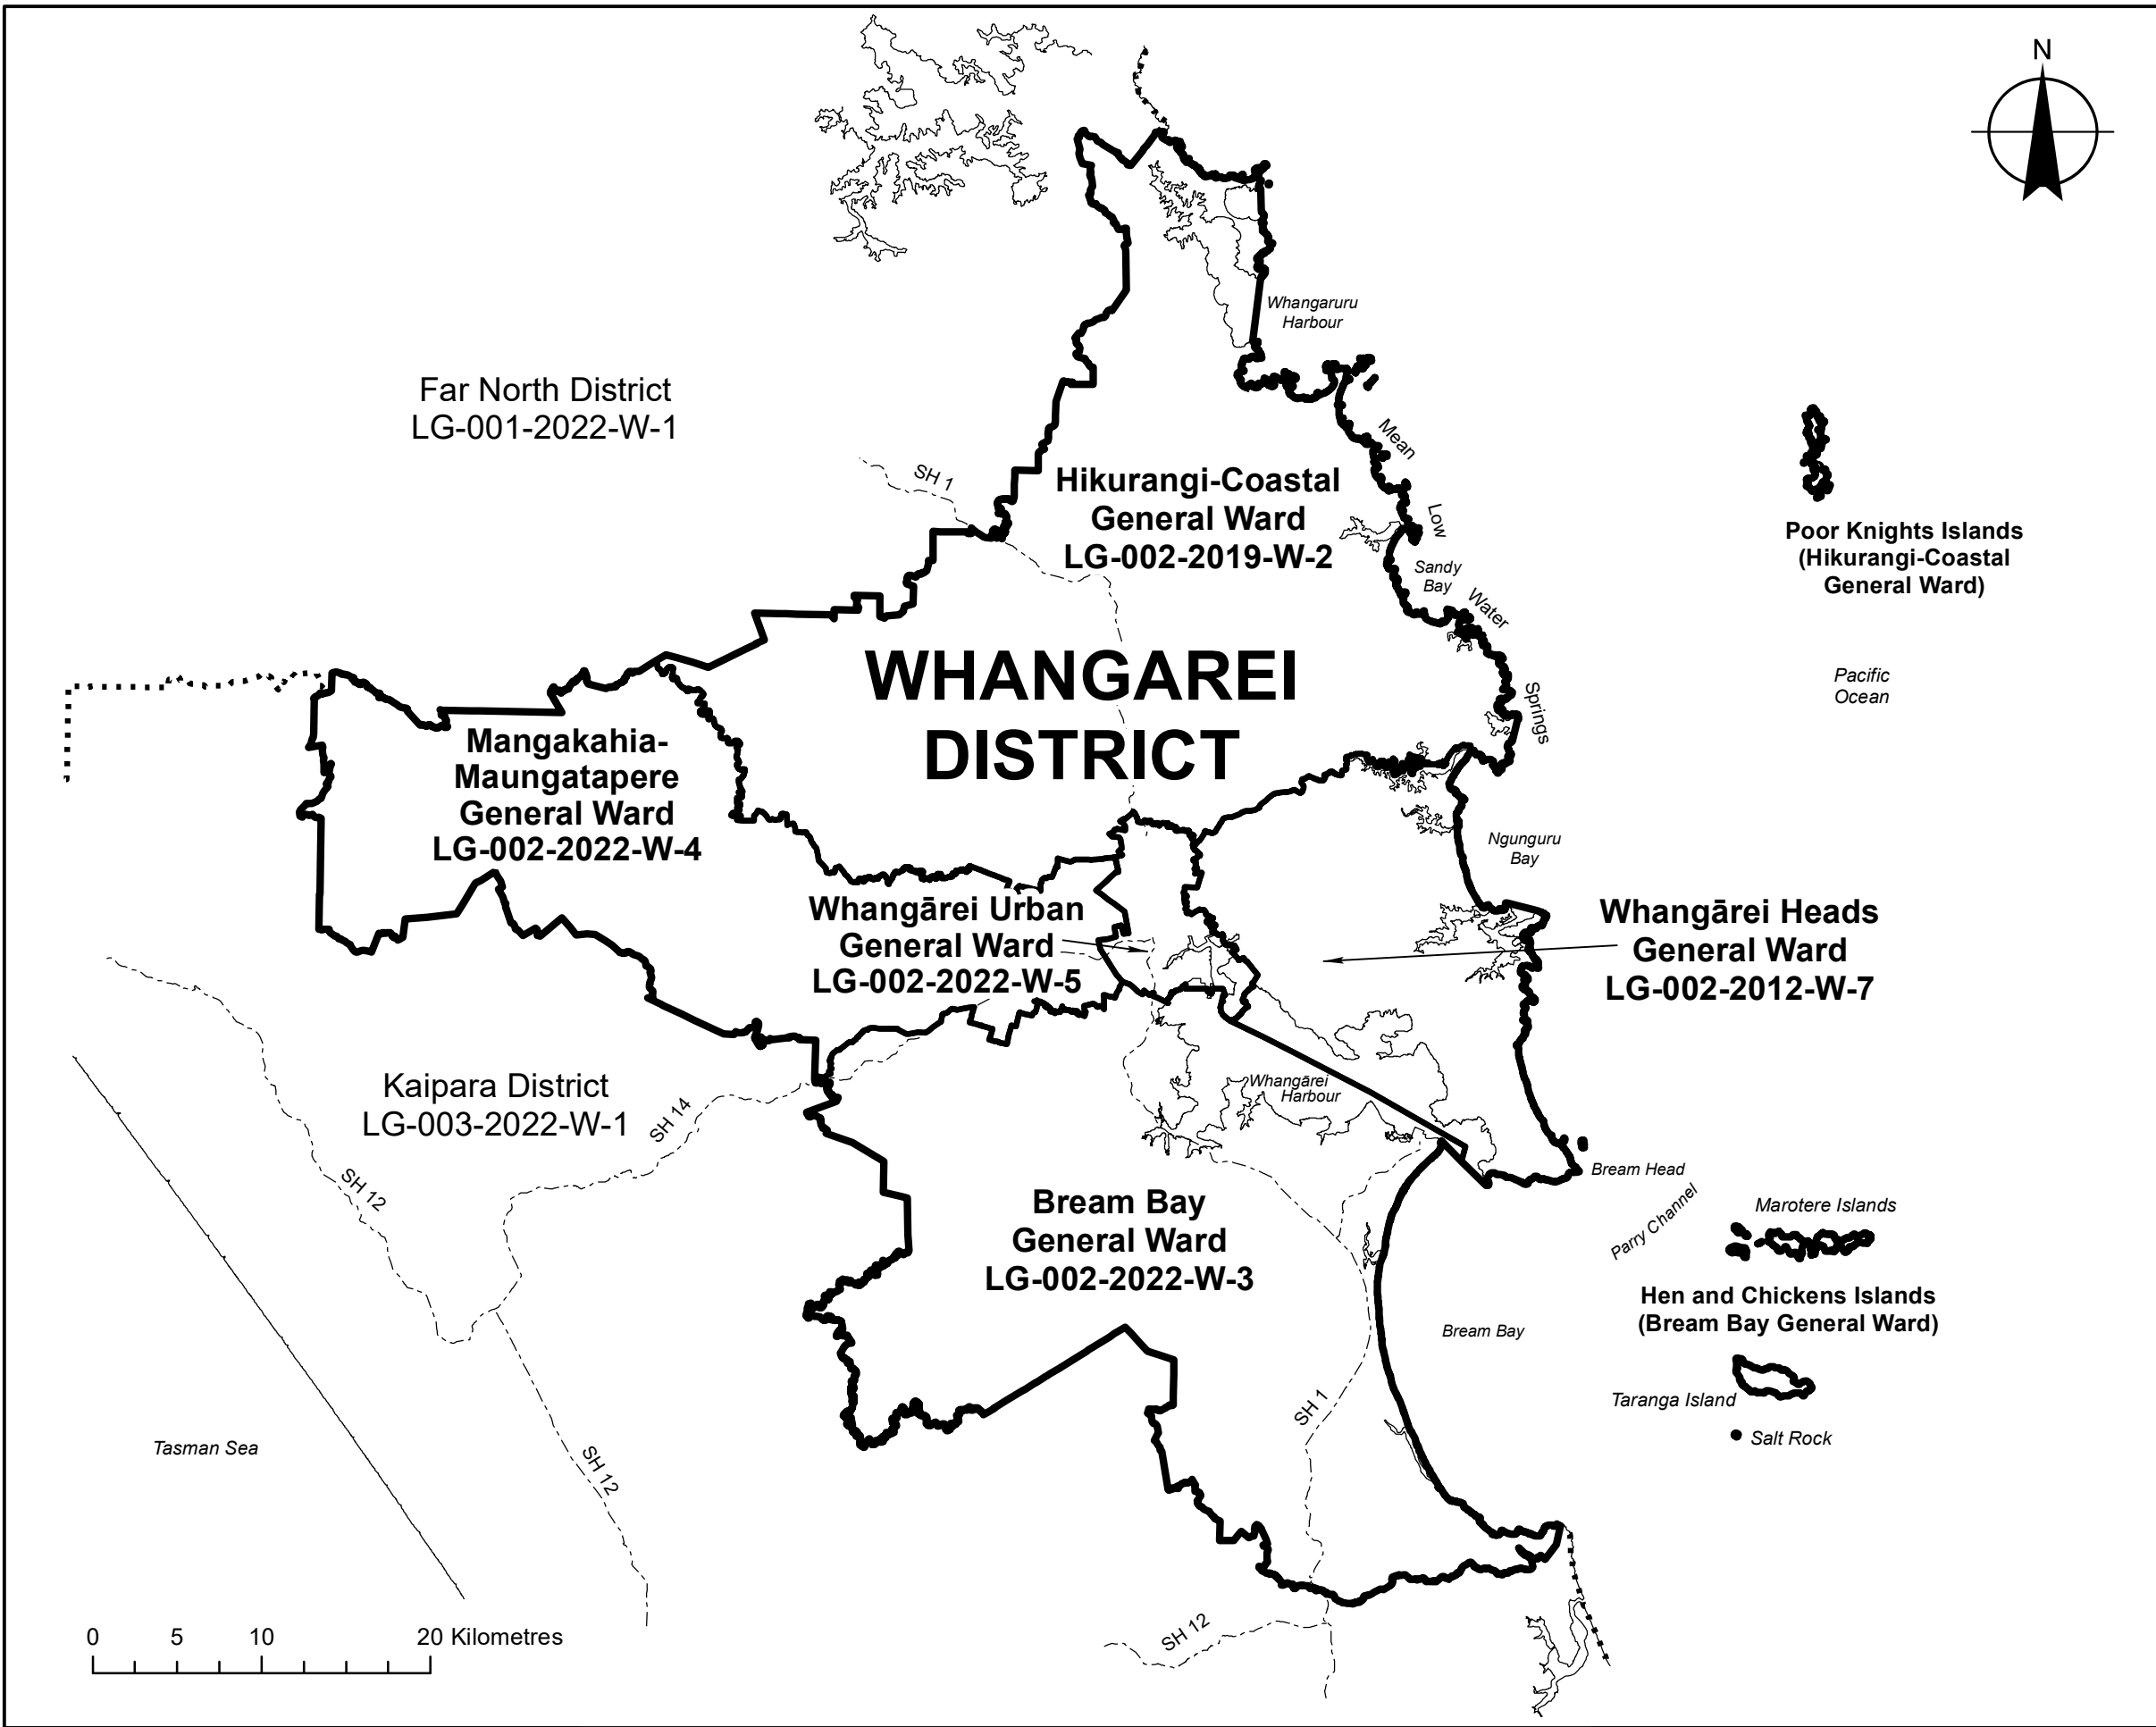 N
Whangaruru
Harbour
Far North District
LG-001-2022-W-1
SH 1
Hikurangi-Coastal
General Ward
LG-002-2019-W-2
Mean
Low
Water
Springs
Sandy
Bay
Poor Knights Islands
(Hikurangi-Coastal
General Ward)
Pacific
Ocean
WHANGAREI
DISTRICT
Mangakahia-
Maungatapere
General Ward
LG-002-2022-W-4
Ngunguru
Bay
Whangārei Urban
General Ward
LG-002-2022-W-5
Whangārei Heads
General Ward
LG-002-2012-W-7
Kaipara District
LG-003-2022-W-1
SH 14
SH 12
Whangārei
Harbour
Bream Head
Parry Channel
Marotere Islands
Bream Bay
General Ward
LG-002-2022-W-3
Hen and Chickens Islands
(Bream Bay General Ward)
Bream Bay
Taranga Island
Salt Rock
SH 1
Tasman Sea
SH 12
SH 12
0 5 10 20 Kilometres